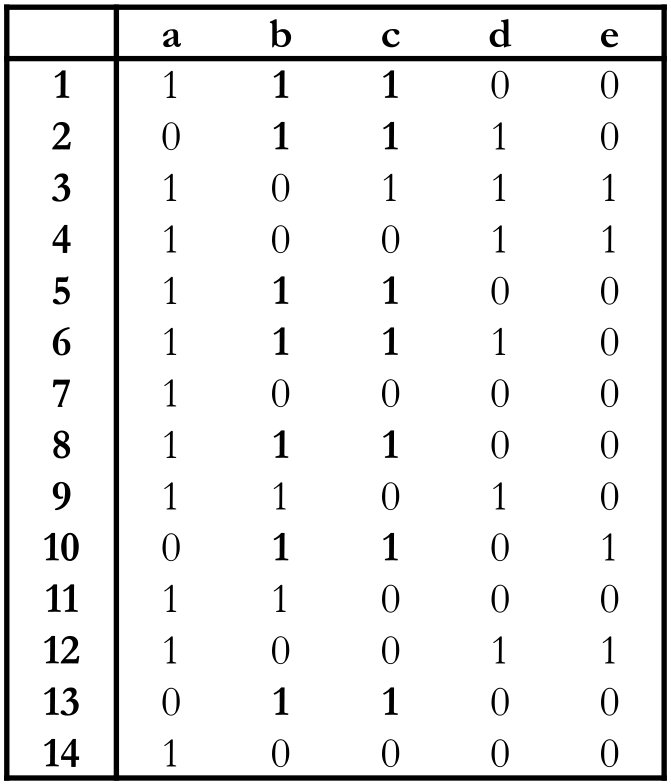 a b c d e
1 1 1 1 0 0
2 0 1 1 1 0
3 1 0 1 1 1
4 1 0 0 1 1
5 1 1 1 0 0
6 1 1 1 1 0
7 1 0 0 0 0
8 1 1 1 0 0
9 1 1 0 1 0
10 0 1 1 0 1
11 1 1 0 0 0
12 1 0 0 1 1
13 0 1 1 0 0
14 1 0 0 0 0